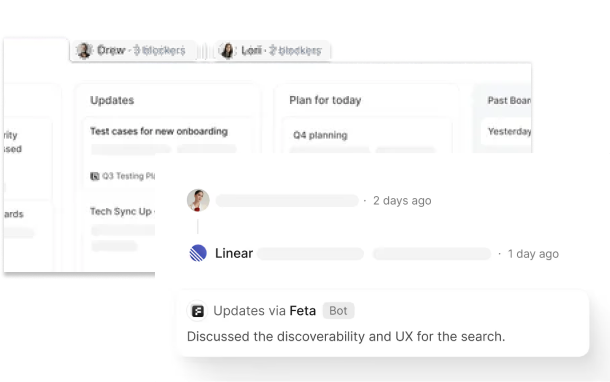 Drew · 3 blockers
Lorii · 2 blockers
Updates
Plan for today
Past Boar
Test cases for new onboarding
Q4 planning
Yesterday
rity
ssed
Q3 Testing Pla
ards
Tech Sync Up
· 2 days ago
Linear
· 1 day ago
Updates via Feta Bot
Discussed the discoverability and UX for the search.